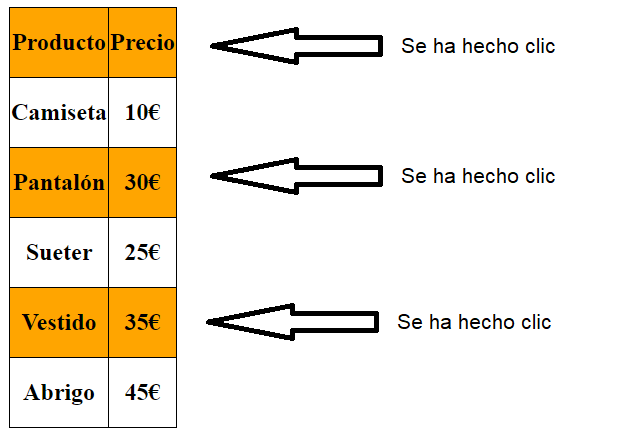 Producto Precio Se ha hecho clic
Camiseta 10€
Pantalón 30€ Se ha hecho clic
Sueter 25€
Vestido 35€ Se ha hecho clic
Abrigo 45€